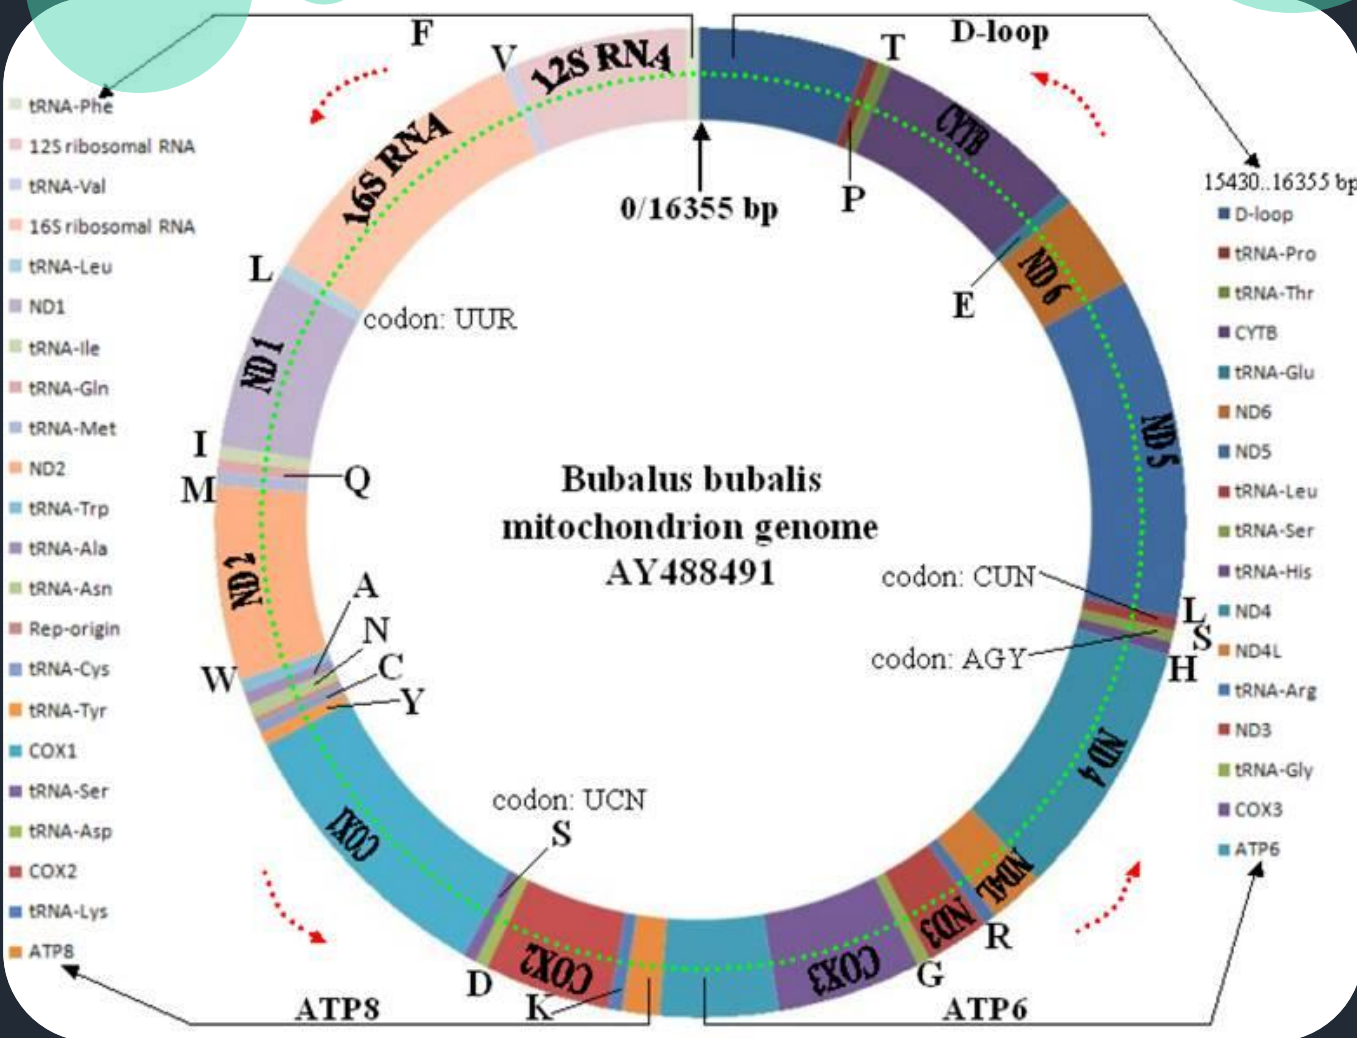 F
D-loop
V
T
12S RNA
16S RNA
CYTB
0/16355 bp
P
E
ND6
L
codon: UUR
ND1
ND5
I
M
Q
Bubalus bubalis
mitochondrion genome
AY488491
ND2
A
N
C
Y
W
codon: CUN
codon: AGY
L
S
H
ND4
COX1
codon: UCN
S
D
COX2
K
COX3
G
ND3
R
ND4L
ATP8
ATP6
tRNA-Phe
12S ribosomal RNA
tRNA-Val
16S ribosomal RNA
tRNA-Leu
ND1
tRNA-Ile
tRNA-Gln
tRNA-Met
ND2
tRNA-Trp
tRNA-Ala
tRNA-Asn
Rep-origin
tRNA-Cys
tRNA-Tyr
COX1
tRNA-Ser
tRNA-Asp
COX2
tRNA-Lys
ATP8
15430..16355 bp
D-loop
tRNA-Pro
tRNA-Thr
CYTB
tRNA-Glu
ND6
ND5
tRNA-Leu
tRNA-Ser
tRNA-His
ND4
ND4L
tRNA-Arg
ND3
tRNA-Gly
COX3
ATP6